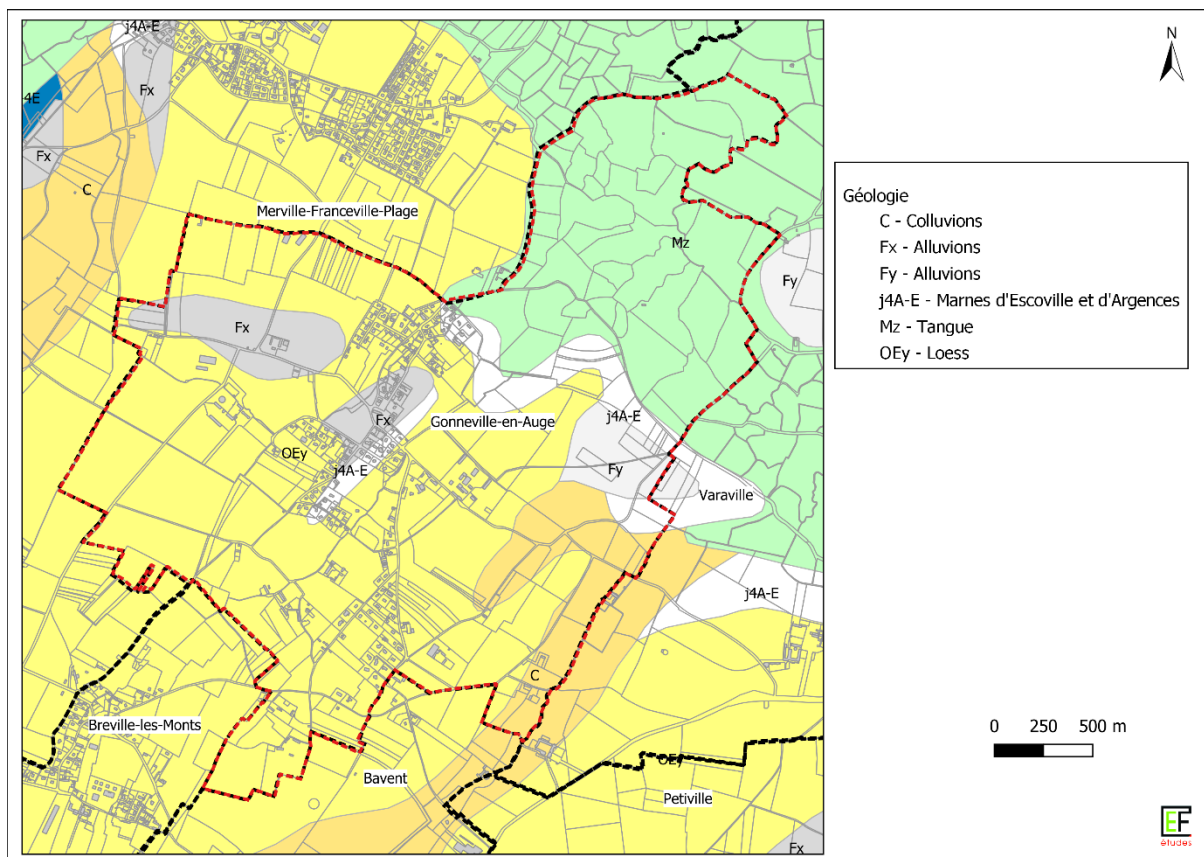 j4A-E
N
Fx
4E
Fx
C
Merville-Franceville-Plage
Mz
Fy
Fx
Fx
Gonneville-en-Auge
j4A-E
OEy
j4A-E
Fy
Varaville
j4A-E
C
Breville-les-Monts
Bavent
OEy
Petiville
Fx
Géologie
C - Colluvions
Fx - Alluvions
Fy - Alluvions
j4A-E - Marnes d'Escoville et d'Argences
Mz - Tangue
OEy - Loess
0 250 500 m
EF
études